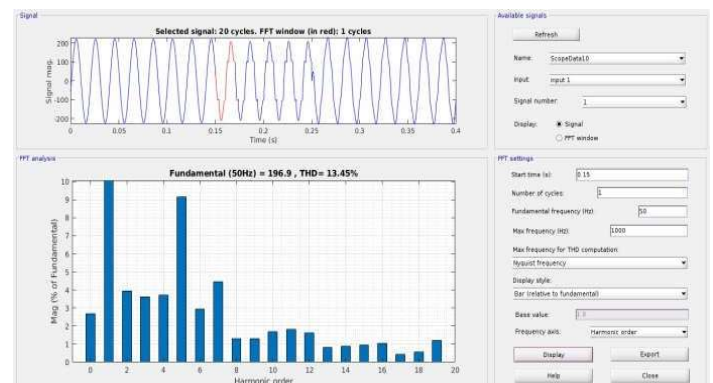 Signal
Selected signal: 20 cycles. FFT window (in red): 1 cycles
Signal mag.
200
100
0
-100
-200
0 0.05 0.1 0.15 0.2 0.25 0.3 0.35 0.4
Time (s)
Available signals
Refresh
Name: ScopeData10
Input: input 1
Signal number: 1
Display: Signal
FFT window
FFT analysis
Fundamental (50Hz) = 196.9 , THD= 13.45%
Mag (% of Fundamental)
10
9
8
7
6
5
4
3
2
1
0
0 2 4 6 8 10 12 14 16 18 20
Harmonic order
FFT settings
Start time (s): 0.15
Number of cycles: 1
Fundamental frequency (Hz): 50
Max frequency (Hz): 1000
Max frequency for THD computation:
Nyquist frequency
Display style:
Bar (relative to fundamental)
Base value: 1.0
Frequency axis: Harmonic order
Display Export
Help Close